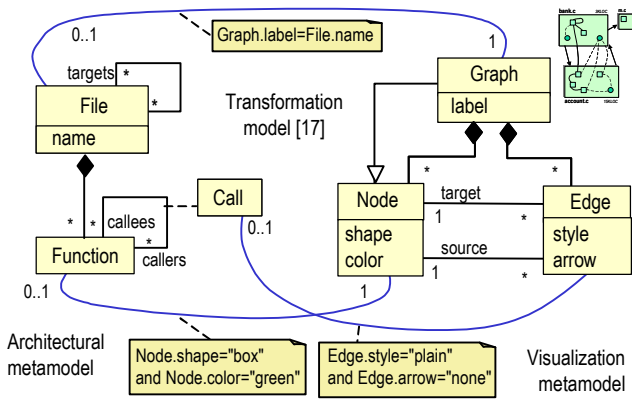 0..1
Graph.label=File.name
1
bank.c
m.c
targets
*
*
File
name
Transformation
model [17]
Graph
label
account.c
*
*
*
*
callees
*
callers
Call
0..1
Function
0..1
Node
shape
color
target
1
*
source
1
*
Edge
style
arrow
1
*
Architectural
metamodel
Node.shape="box"
and Node.color="green"
Edge.style="plain"
and Edge.arrow="none"
Visualization
metamodel